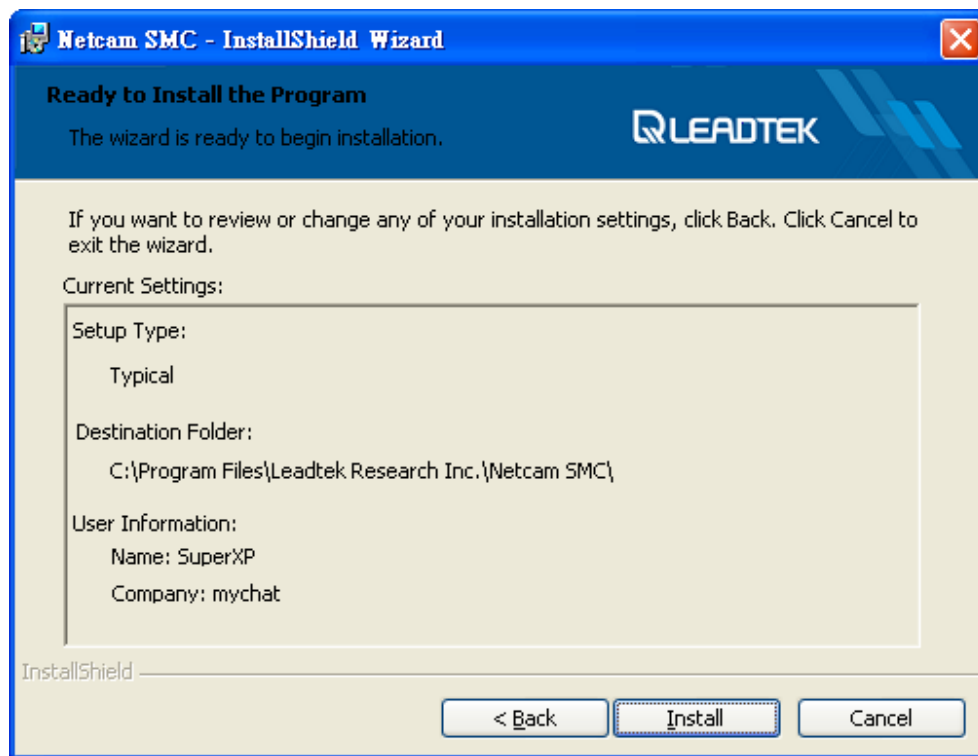 Netcam SMC - InstallShield Wizard
Ready to Install the Program
The wizard is ready to begin installation.
LEADTEK
If you want to review or change any of your installation settings, click Back. Click Cancel to
exit the wizard.
Current Settings:
Setup Type:
Typical
Destination Folder:
C:\Program Files\Leadtek Research Inc.\Netcam SMC\
User Information:
Name: SuperXP
Company: mychat
InstallShield
< Back
Install
Cancel